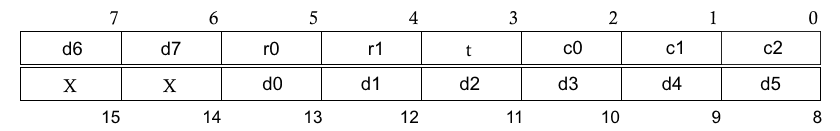 7 6 5 4 3 2 1 0
d6 d7 r0 r1 t c0 c1 c2
X X d0 d1 d2 d3 d4 d5
15 14 13 12 11 10 9 8